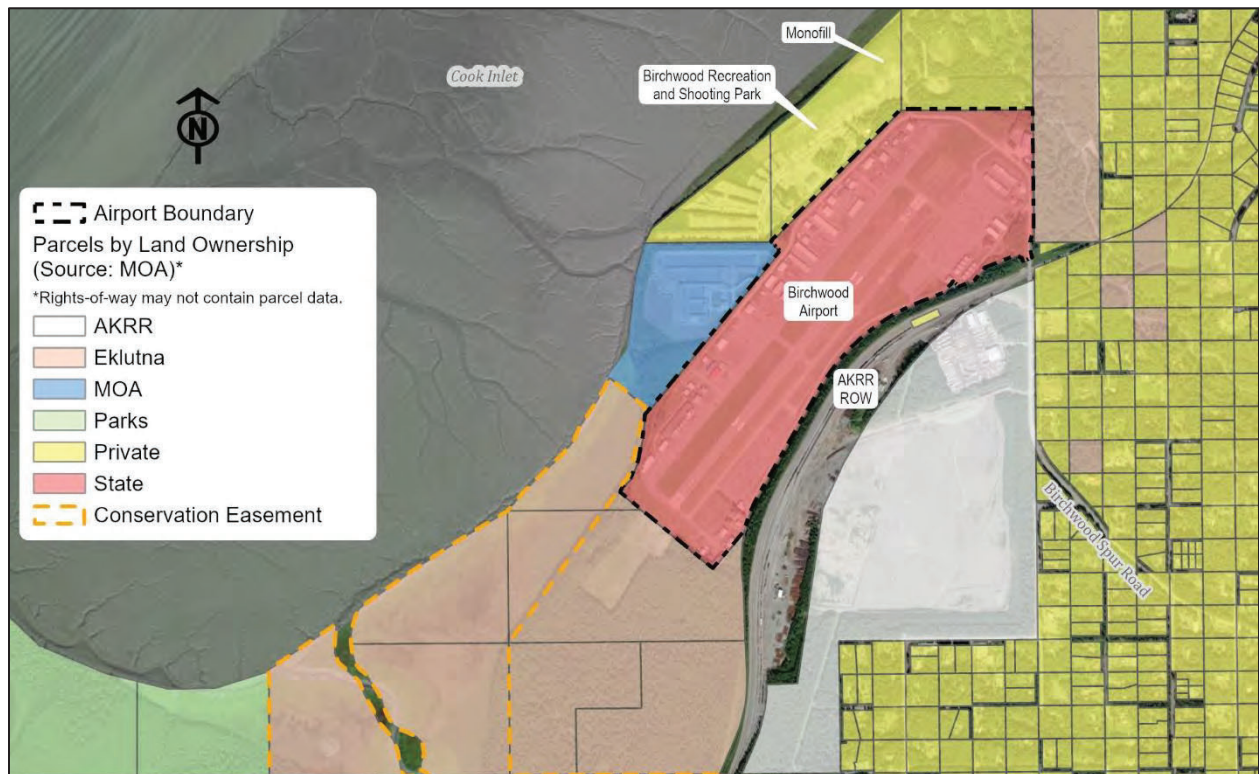 Monofill
Cook Inlet
Birchwood Recreation
and Shooting Park
N
Airport Boundary
Parcels by Land Ownership
(Source: MOA)*
*Rights-of-way may not contain parcel data.
AKRR
Eklutna
MOA
Parks
Private
State
Conservation Easement
Birchwood
Airport
AKRR
ROW
Birchwood Spur Road